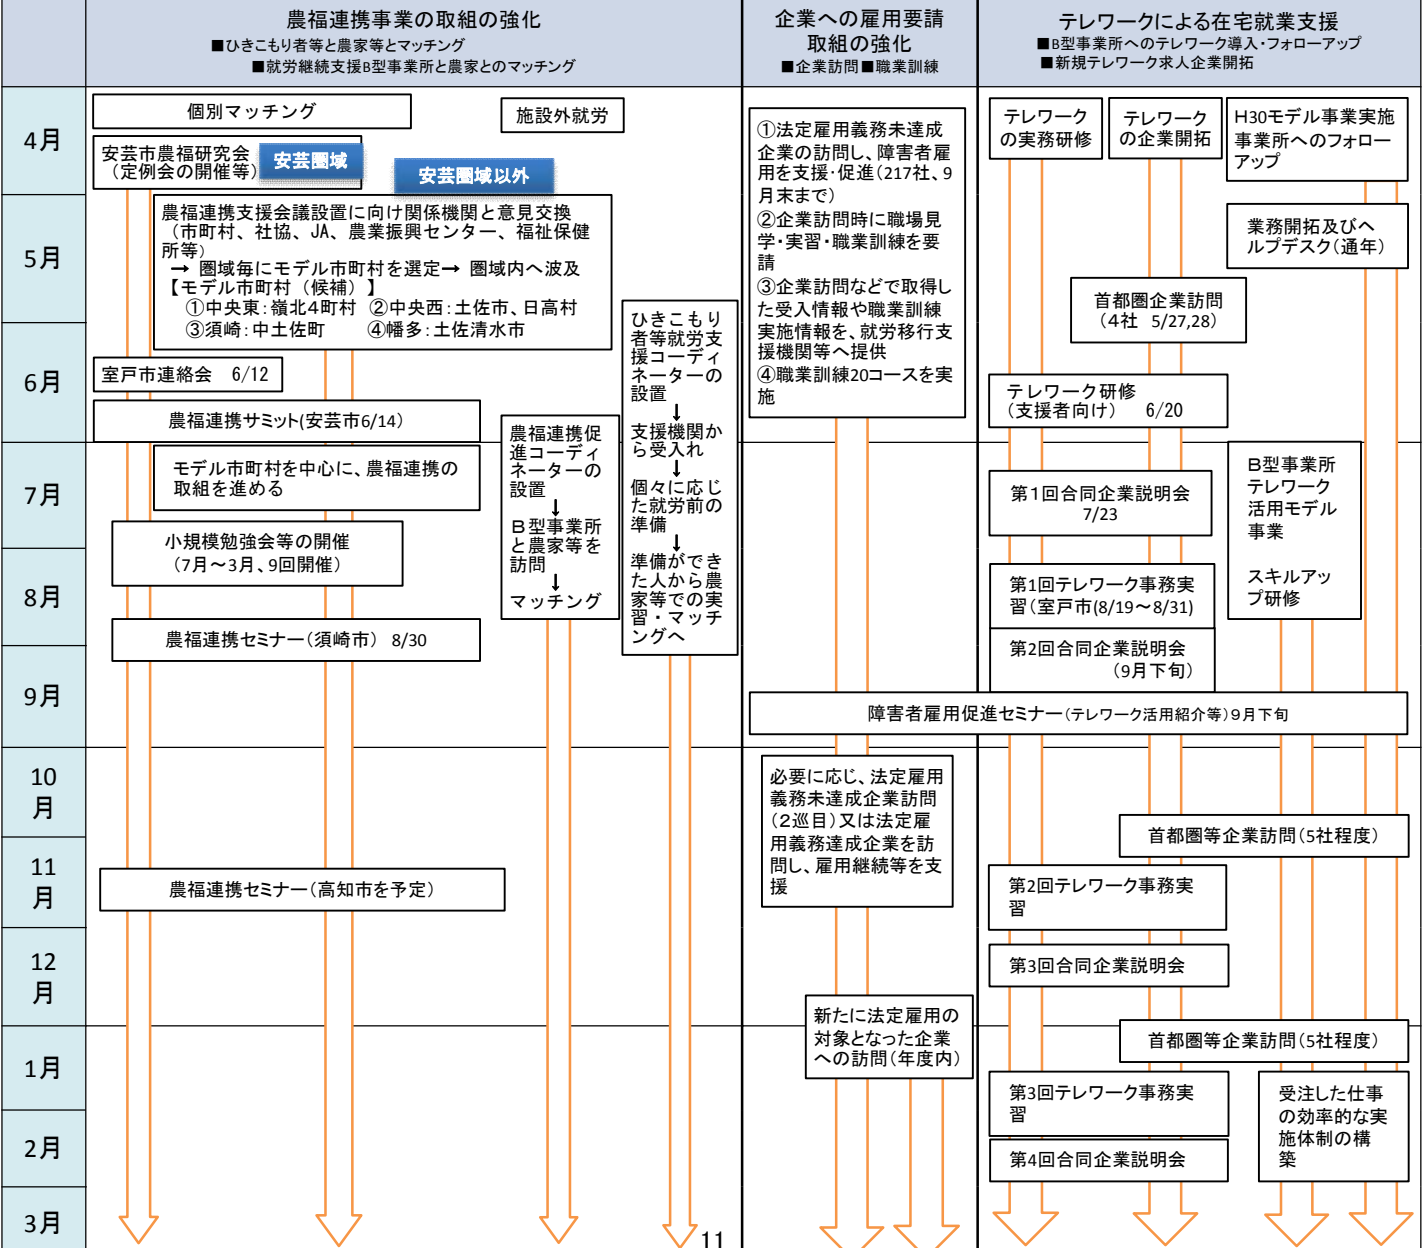 農福連携事業の取組の強化
■ひきこもり者等と農家等とマッチング
■就労継続支援B型事業所と農家とのマッチング
企業への雇用要請
取組の強化
■企業訪問■職業訓練
テレワークによる在宅就業支援
■B型事業所へのテレワーク導入・フォローアップ
■新規テレワーク求人企業開拓
4月
5月
6月
7月
8月
9月
10
月
11
月
12
月
1月
2月
3月
個別マッチング
施設外就労
安芸市農福研究会
（定例会の開催等）
安芸圏域
安芸圏域以外
農福連携支援会議設置に向け関係機関と意見交換
（市町村、社協、JA、農業振興センター、福祉保健
所等）
→ 圏域毎にモデル市町村を選定→ 圏域内へ波及
【モデル市町村（候補）】
①中央東：嶺北4町村　②中央西：土佐市、日高村
③須崎：中土佐町　　④幡多：土佐清水市
室戸市連絡会　6/12
農福連携サミット(安芸市6/14）
モデル市町村を中心に、農福連携の
取組を進める
小規模勉強会等の開催
（7月～3月、9回開催）
農福連携セミナー（須崎市）　8/30
農福連携セミナー（高知市を予定）
農福連携促
進コーディ
ネーターの
設置
↓
B型事業所
と農家等を
訪問
↓
マッチング
ひきこもり
者等就労支
援コーディ
ネーターの
設置
↓
支援機関か
ら受入れ
↓
個々に応じ
た就労前の
準備
↓
準備ができ
た人から農
家等での実
習・マッチ
ングへ
①法定雇用義務未達成
企業の訪問し、障害者雇
用を支援・促進（217社、9
月末まで）
②企業訪問時に職場見
学・実習・職業訓練を要
請
③企業訪問などで取得し
た受入情報や職業訓練
実施情報を、就労移行支
援機関等へ提供
④職業訓練20コースを実
施
必要に応じ、法定雇用
義務未達成企業訪問
（2巡目）又は法定雇
用義務達成企業を訪
問し、雇用継続等を支
援
新たに法定雇用の
対象となった企業
への訪問（年度内）
テレワーク
の実務研修
テレワーク
の企業開拓
H30モデル事業実施
事業所へのフォロー
アップ
業務開拓及びヘ
ルプデスク（通年）
首都圏企業訪問
（4社　5/27,28）
テレワーク研修
（支援者向け）　6/20
第1回合同企業説明会
7/23
B型事業所
テレワーク
活用モデル
事業
スキルアッ
プ研修
第1回テレワーク事務実
習（室戸市(8/19～8/31)
第2回合同企業説明会
（9月下旬）
障害者雇用促進セミナー（テレワーク活用紹介等）9月下旬
首都圏等企業訪問（5社程度）
第2回テレワーク事務実
習
第3回合同企業説明会
首都圏等企業訪問（5社程度）
第3回テレワーク事務実
習
受注した仕事
の効率的な実
施体制の構
築
第4回合同企業説明会
11